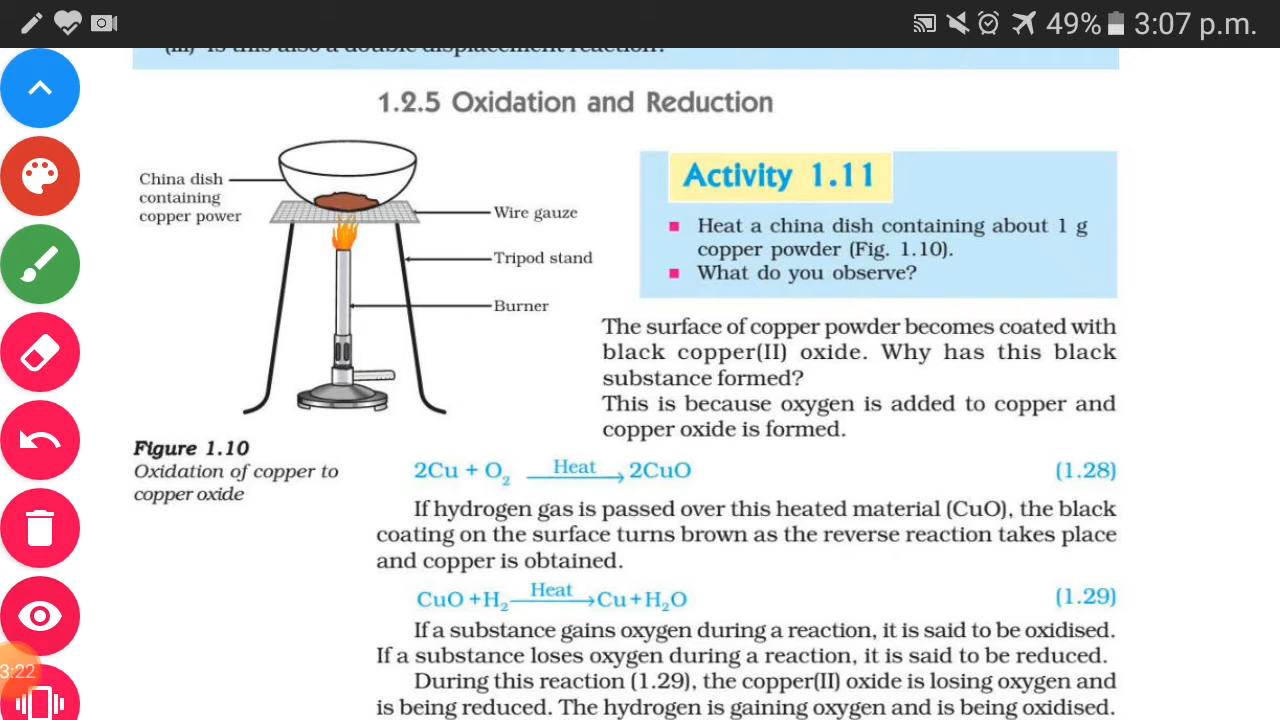 49% 3:07 p.m.
(iii) Is this also a double displacement reaction?
1.2.5 Oxidation and Reduction
China dish
containing
copper power
Wire gauze
Tripod stand
Burner
Figure 1.10
Oxidation of copper to
copper oxide
Activity 1.11
■ Heat a china dish containing about 1 g
copper powder (Fig. 1.10).
■ What do you observe?
The surface of copper powder becomes coated with
black copper(II) oxide. Why has this black
substance formed?
This is because oxygen is added to copper and
copper oxide is formed.
2Cu + O₂ Heat → 2CuO (1.28)
If hydrogen gas is passed over this heated material (CuO), the black
coating on the surface turns brown as the reverse reaction takes place
and copper is obtained.
CuO +H₂ Heat → Cu+H₂O (1.29)
If a substance gains oxygen during a reaction, it is said to be oxidised.
If a substance loses oxygen during a reaction, it is said to be reduced.
During this reaction (1.29), the copper(II) oxide is losing oxygen and
is being reduced. The hydrogen is gaining oxygen and is being oxidised.
3:22